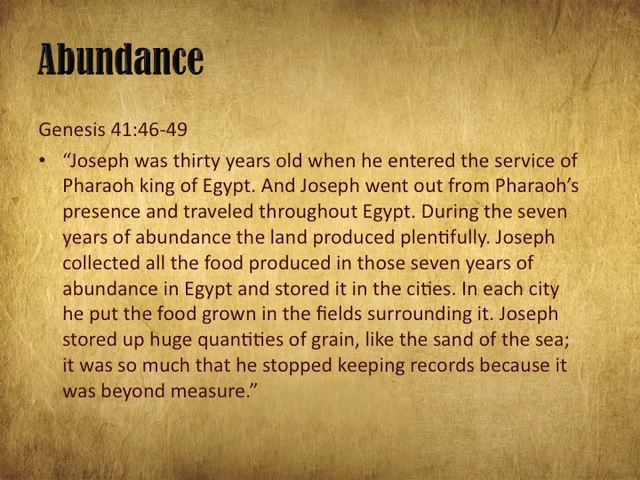 Abundance
Genesis 41:46-49
• “Joseph was thirty years old when he entered the service of
Pharaoh king of Egypt. And Joseph went out from Pharaoh’s
presence and traveled throughout Egypt. During the seven
years of abundance the land produced plentifully. Joseph
collected all the food produced in those seven years of
abundance in Egypt and stored it in the cities. In each city
he put the food grown in the fields surrounding it. Joseph
stored up huge quantities of grain, like the sand of the sea;
it was so much that he stopped keeping records because it
was beyond measure.”